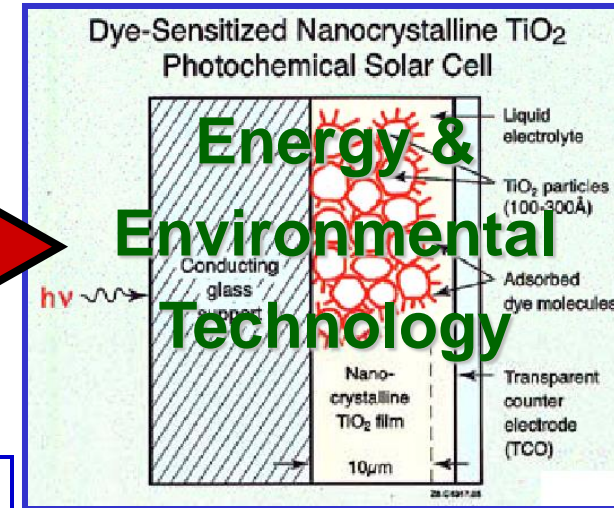 Dye-Sensitized Nanocrystalline TiO₂
Photochemical Solar Cell
Energy &
Environmental
Technology
hν
Conducting
glass
support
Nano-
crystalline
TiO₂ film
10μm
Liquid
electrolyte
TiO₂ particles
(100-300Å)
Adsorbed
dye molecules
Transparent
counter
electrode
(TCO)